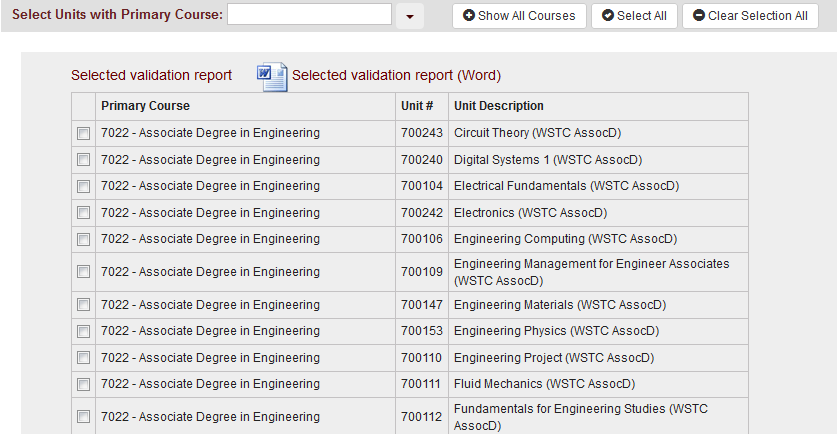 Select Units with Primary Course: Show All Courses Select All Clear Selection All
Selected validation report Selected validation report (Word)
Primary Course Unit # Unit Description
7022 - Associate Degree in Engineering 700243 Circuit Theory (WSTC AssocD)
7022 - Associate Degree in Engineering 700240 Digital Systems 1 (WSTC AssocD)
7022 - Associate Degree in Engineering 700104 Electrical Fundamentals (WSTC AssocD)
7022 - Associate Degree in Engineering 700242 Electronics (WSTC AssocD)
7022 - Associate Degree in Engineering 700106 Engineering Computing (WSTC AssocD)
7022 - Associate Degree in Engineering 700109 Engineering Management for Engineer Associates
(WSTC AssocD)
7022 - Associate Degree in Engineering 700147 Engineering Materials (WSTC AssocD)
7022 - Associate Degree in Engineering 700153 Engineering Physics (WSTC AssocD)
7022 - Associate Degree in Engineering 700110 Engineering Project (WSTC AssocD)
7022 - Associate Degree in Engineering 700111 Fluid Mechanics (WSTC AssocD)
7022 - Associate Degree in Engineering 700112 Fundamentals for Engineering Studies (WSTC
AssocD)